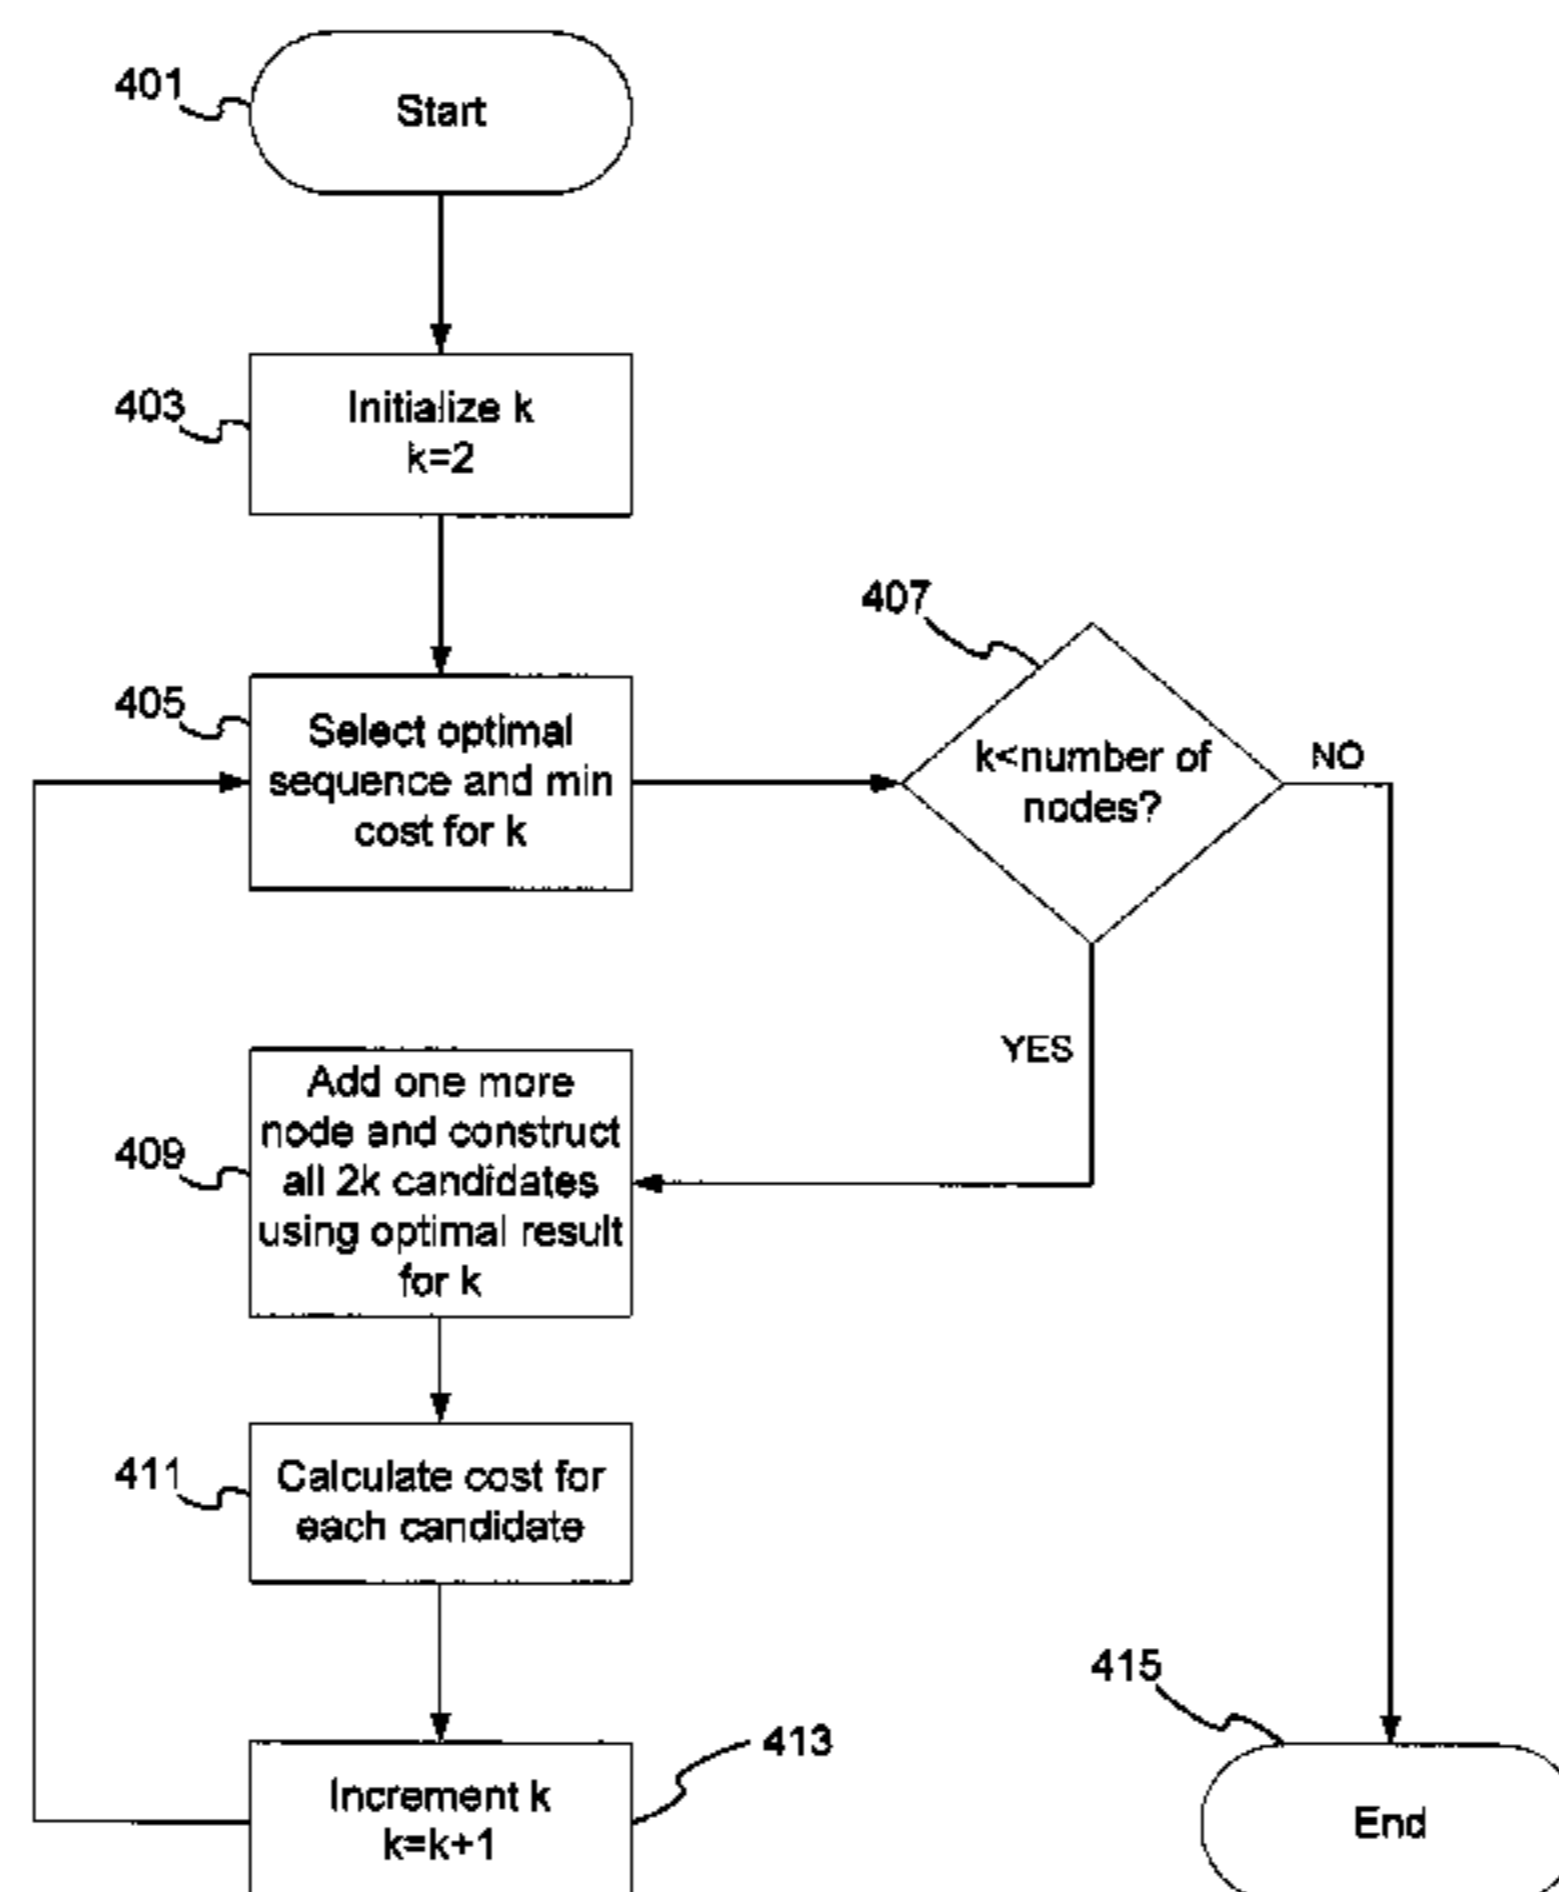 401
Start
403
Initialize k
k=2
405
Select optimal
sequence and min
cost for k
407
k<number of
nodes?
NO
YES
409
Add one more
node and construct
all 2k candidates
using optimal result
for k
411
Calculate cost for
each candidate
413
Increment k
k=k+1
415
End